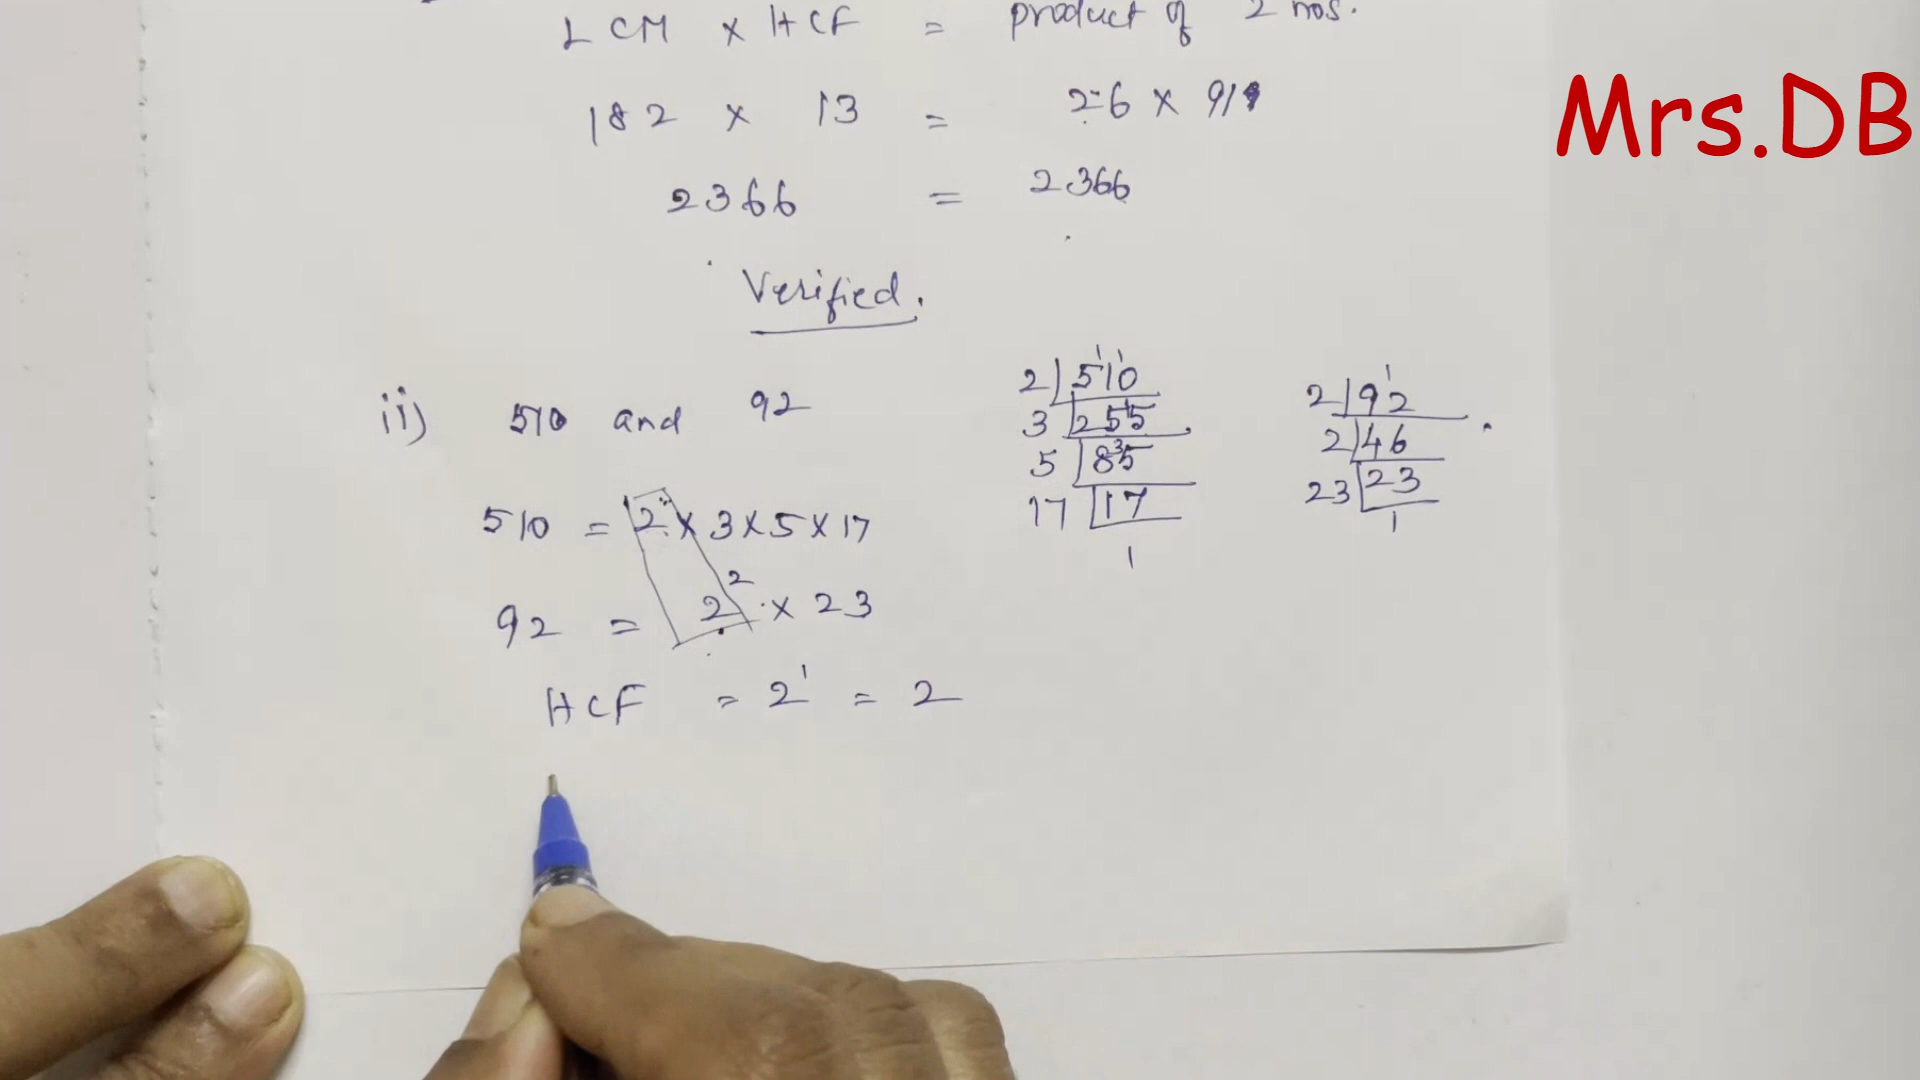 LCM x HCF = product of 2 nos.
182 x 13 = 26 x 91
2366 = 2366
Verified.
ii) 510 and 92
510 = 2 x 3 x 5 x 17
92 = 2² x 23
HCF = 2¹ = 2
2 | 510
3 | 255
5 | 85
17 | 17
1
2 | 92
2 | 46
23 | 23
1
Mrs.DB